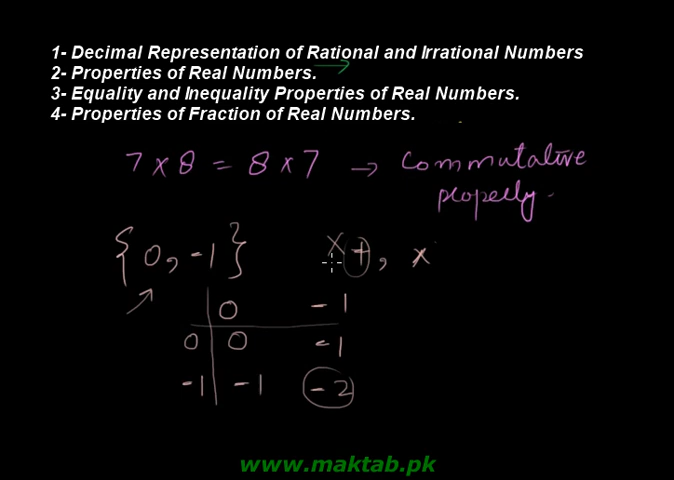 1- Decimal Representation of Rational and Irrational Numbers
2- Properties of Real Numbers.
3- Equality and Inequality Properties of Real Numbers.
4- Properties of Fraction of Real Numbers.
7 × 8 = 8 × 7 → Commutative
property.
{0, -1} × +, ×
0 -1
0 0 -1
-1 -1 -2
www.maktab.pk